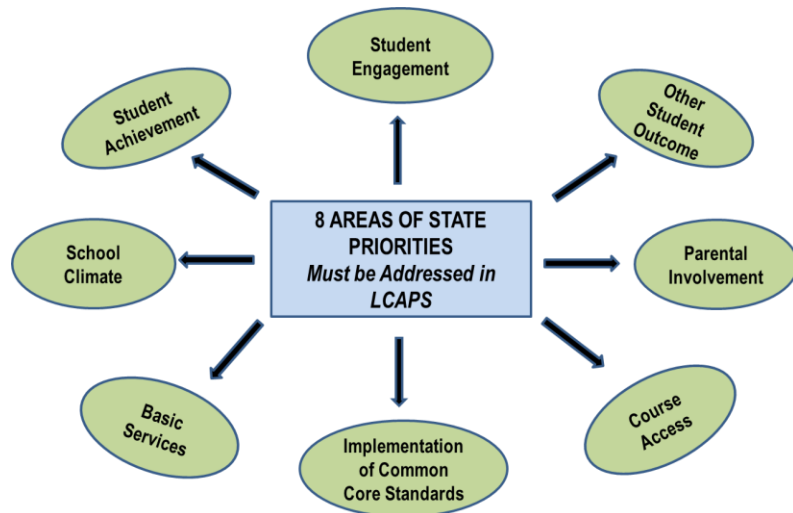 Student
Engagement
Student
Achievement
Other
Student
Outcome
8 AREAS OF STATE
PRIORITIES
Must be Addressed in
LCAPS
School
Climate
Parental
Involvement
Basic
Services
Implementation
of Common
Core Standards
Course
Access